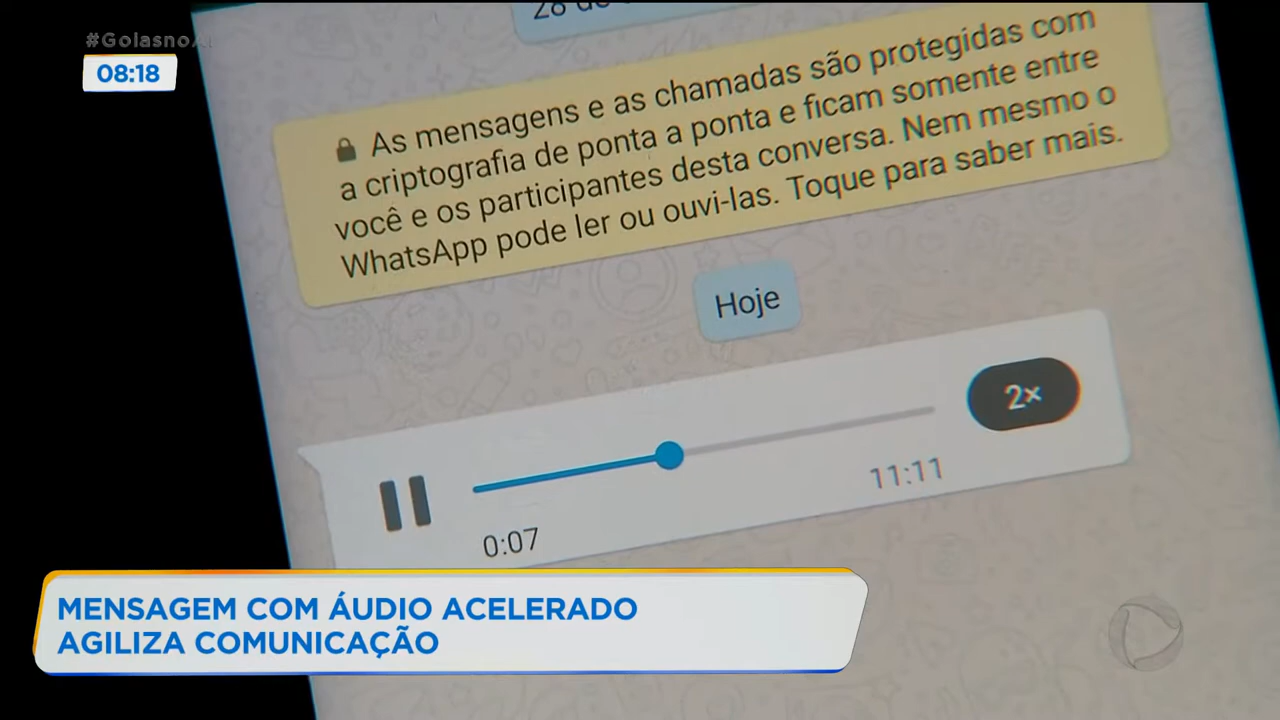 08:18
As mensagens e as chamadas são protegidas com
a criptografia de ponta a ponta e ficam somente entre
você e os participantes desta conversa. Nem mesmo o
WhatsApp pode ler ou ouvi-las. Toque para saber mais.
Hoje
2×
0:07
11:11
MENSAGEM COM ÁUDIO ACELERADO
AGILIZA COMUNICAÇÃO